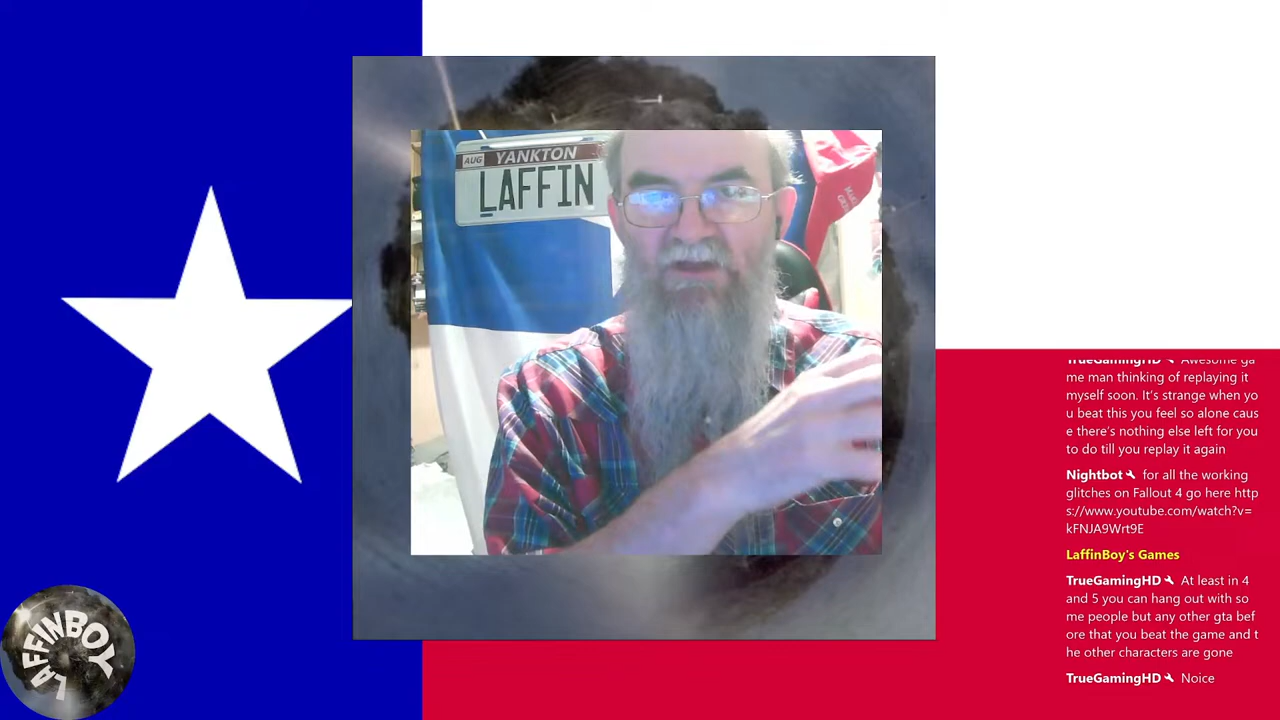 AUG YANKTON
LAFFIN
LAFFINBOY
TrueGamingHD Awesome ga
me man thinking of replaying it
myself soon. It's strange when yo
u beat this you feel so alone caus
e there's nothing else left for you
to do till you replay it again
Nightbot for all the working
glitches on Fallout 4 go here http
s://www.youtube.com/watch?v=
kFNJA9Wrt9E
LaffinBoy's Games
TrueGamingHD At least in 4
and 5 you can hang out with so
me people but any other gta bef
ore that you beat the game and t
he other characters are gone
TrueGamingHD Noice